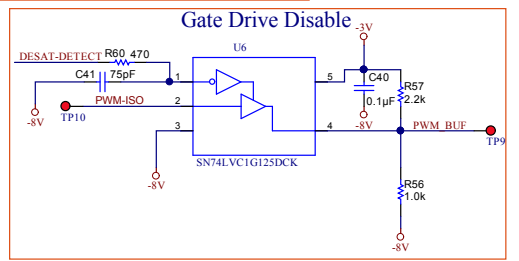 Gate Drive Disable
-3V
DESAT-DETECT R60 470
U6
C41 75pF
1
5
C40
R57
2.2k
0.1µF
-8V
PWM-ISO
2
TP10
-8V
3
4
PWM_BUF
TP9
SN74LVC1G125DCK
-8V
R56
1.0k
-8V